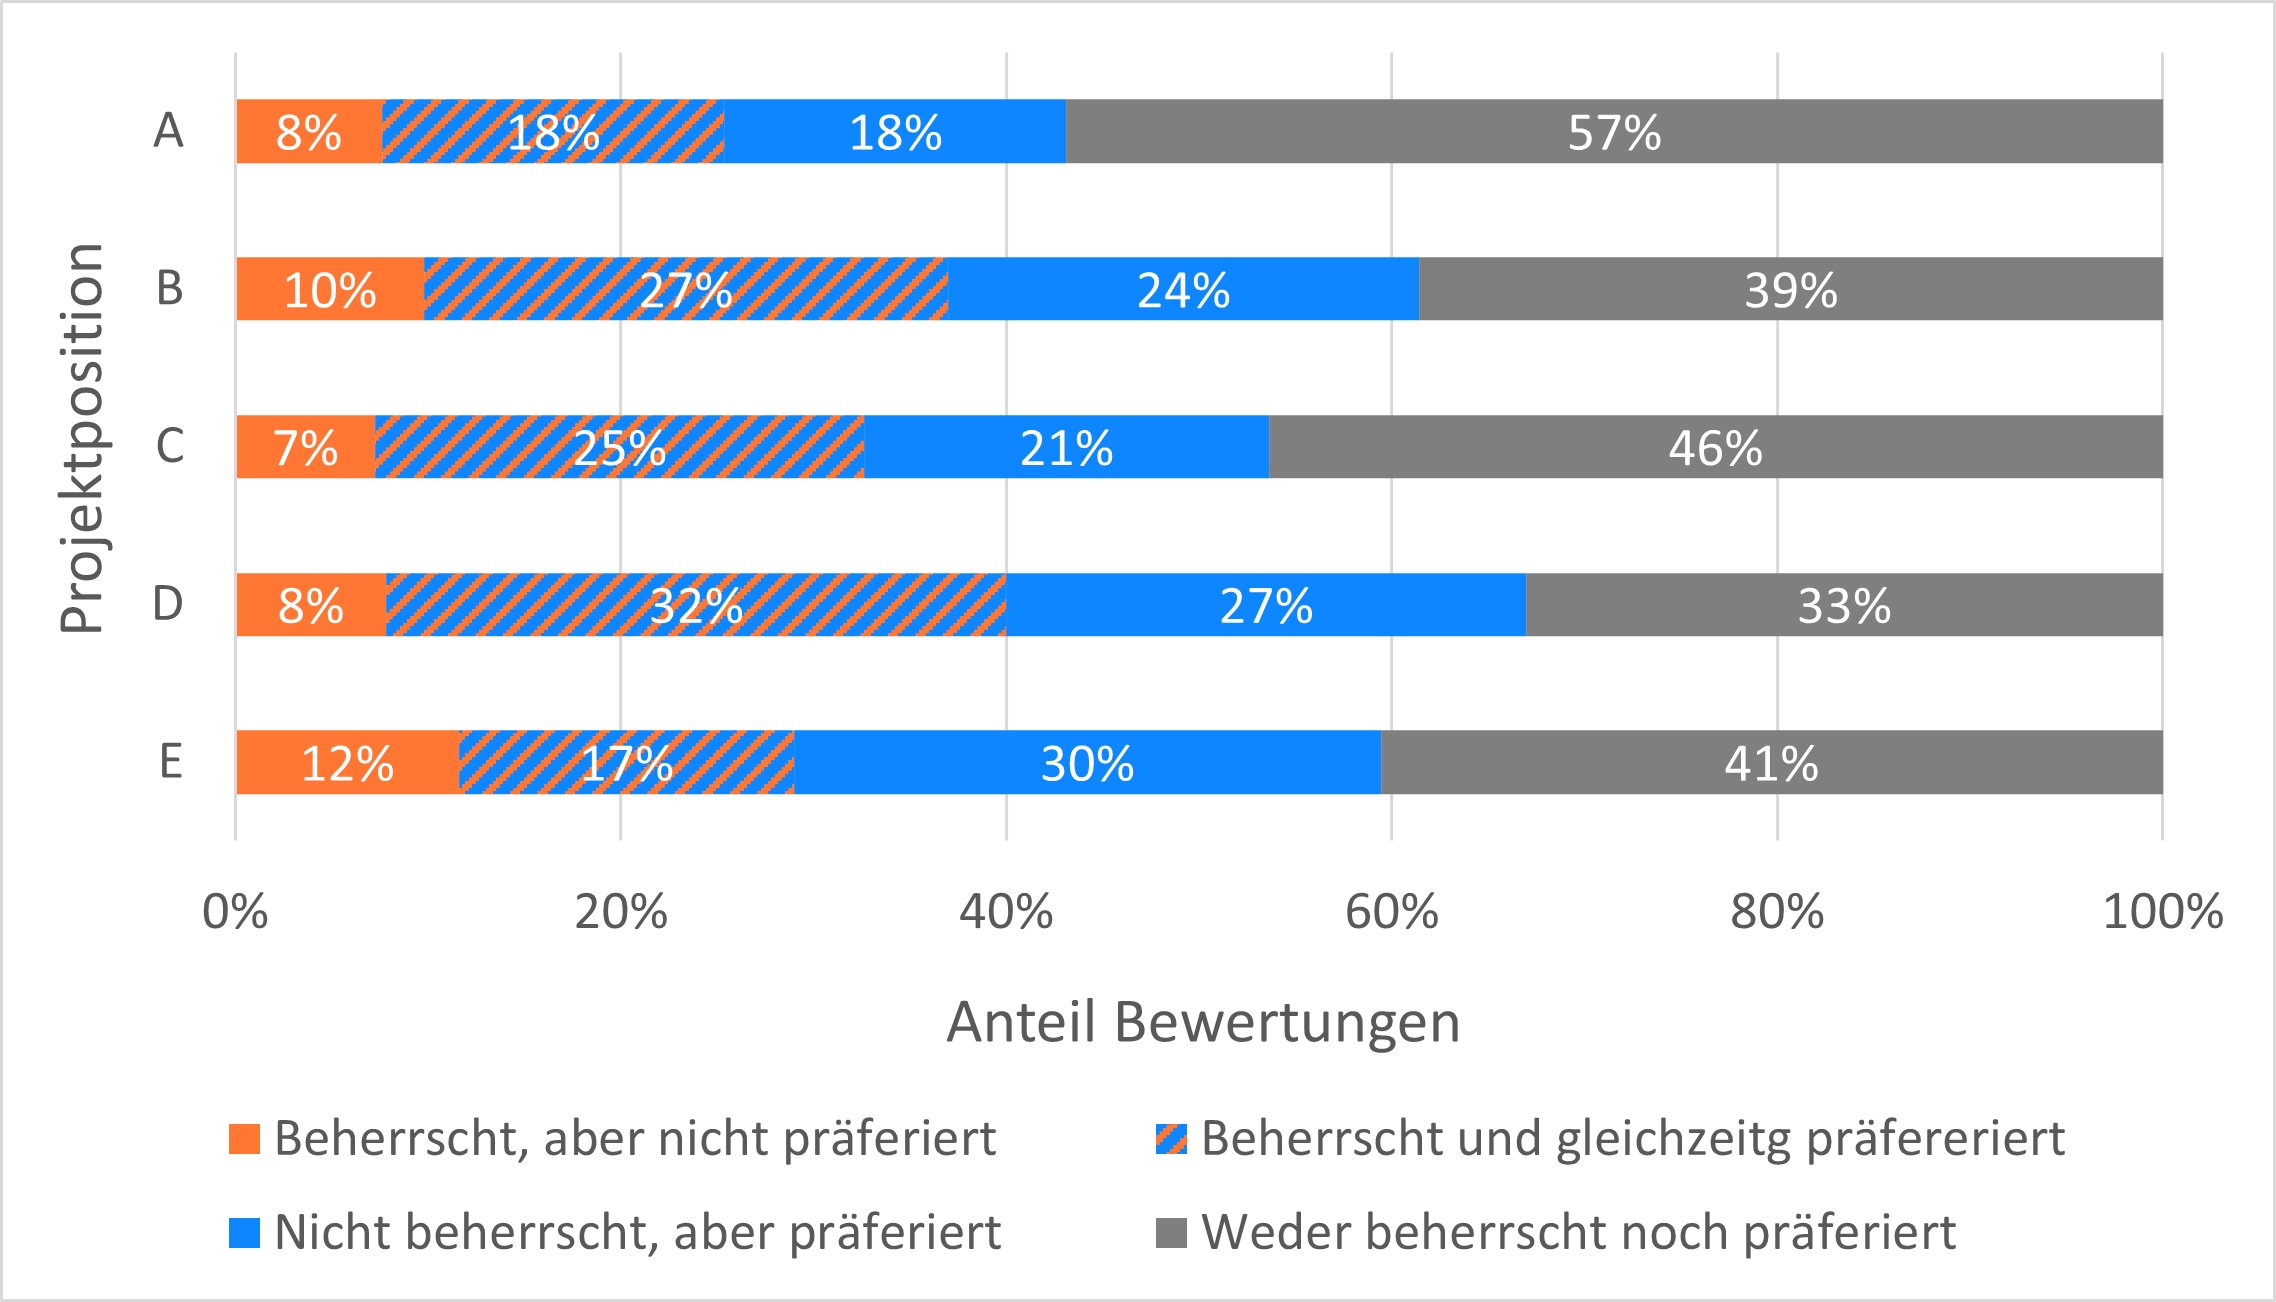 Projektposition
A 8% 18% 18% 57%
B 10% 27% 24% 39%
C 7% 25% 21% 46%
D 8% 32% 27% 33%
E 12% 17% 30% 41%
0% 20% 40% 60% 80% 100%
Anteil Bewertungen
Beherrscht, aber nicht präferiert Beherrscht und gleichzeitg präfereriert
Nicht beherrscht, aber präferiert Weder beherrscht noch präferiert